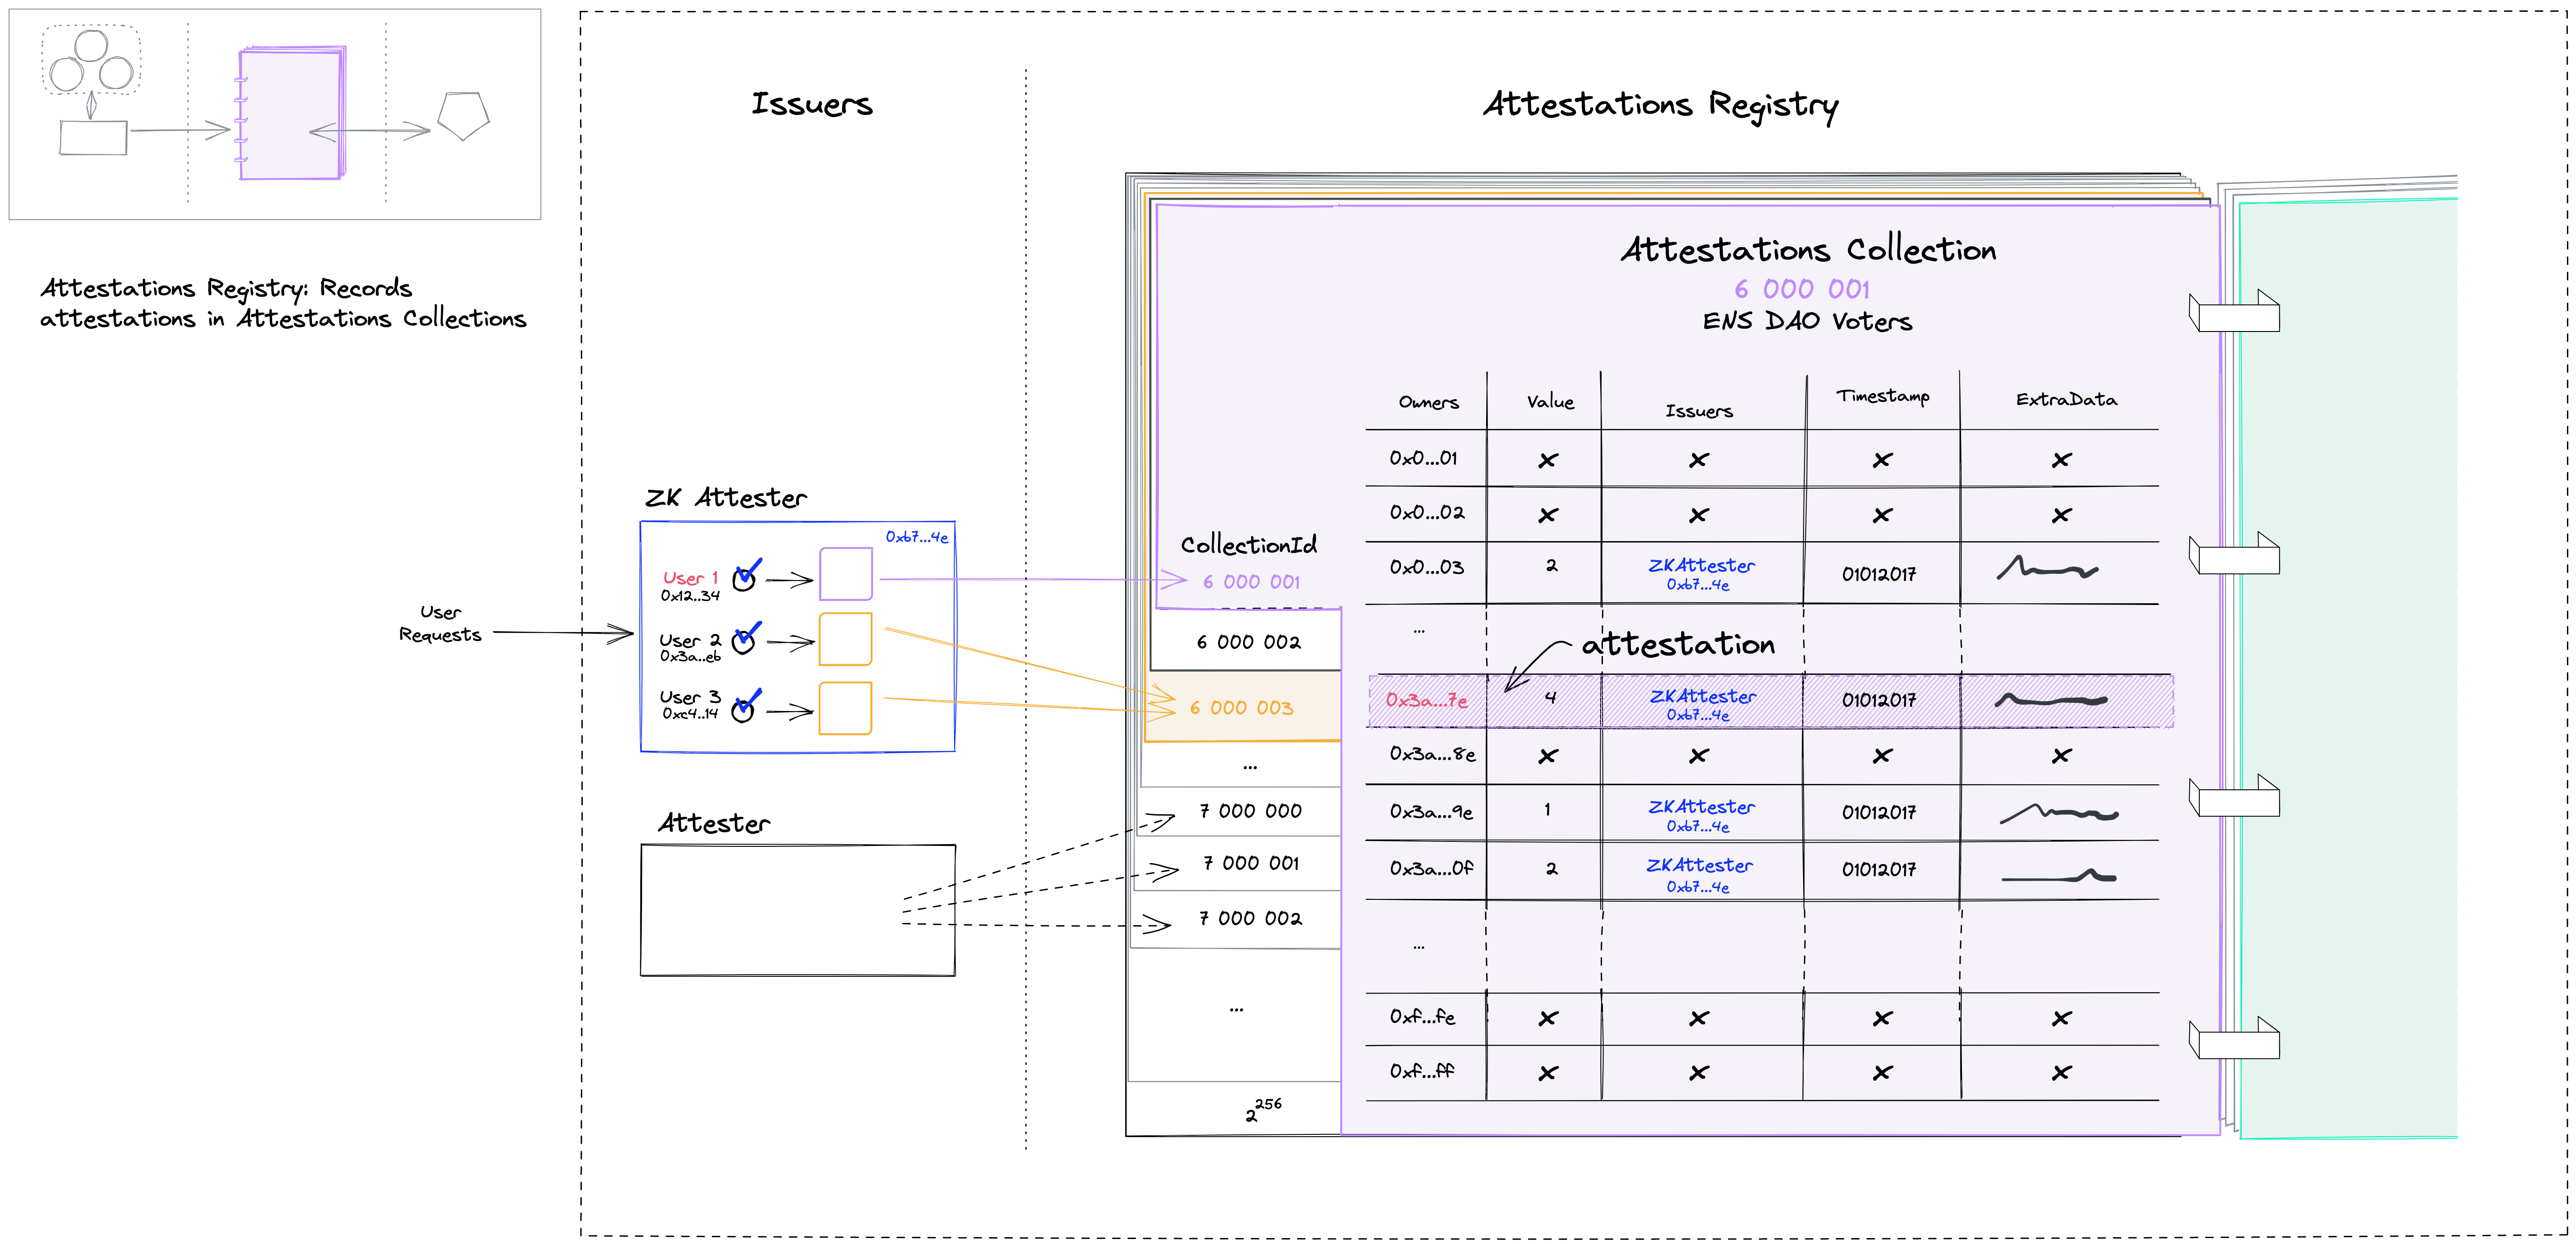 Attestations Registry: Records
attestations in Attestations Collections
User
Requests
Issuers
ZK Attester
0xb7...4e
User 1
0x12..34
User 2
0x3a..eb
User 3
0xc4..14
Attester
Attestations Registry
CollectionId
6 000 001
6 000 002
6 000 003
...
7 000 000
7 000 001
7 000 002
...
2^256
Attestations Collection
6 000 001
ENS DAO Voters
Owners Value Issuers Timestamp ExtraData
0x0...01 × × × ×
0x0...02 × × × ×
0x0...03 2 ZKAttester 01012017
0xb7...4e
...
attestation
0x3a...7e 4 ZKAttester 01012017
0xb7...4e
0x3a...8e × × × ×
0x3a...9e 1 ZKAttester 01012017
0xb7...4e
0x3a...0f 2 ZKAttester 01012017
0xb7...4e
...
0xf...fe × × × ×
0xf...ff × × × ×